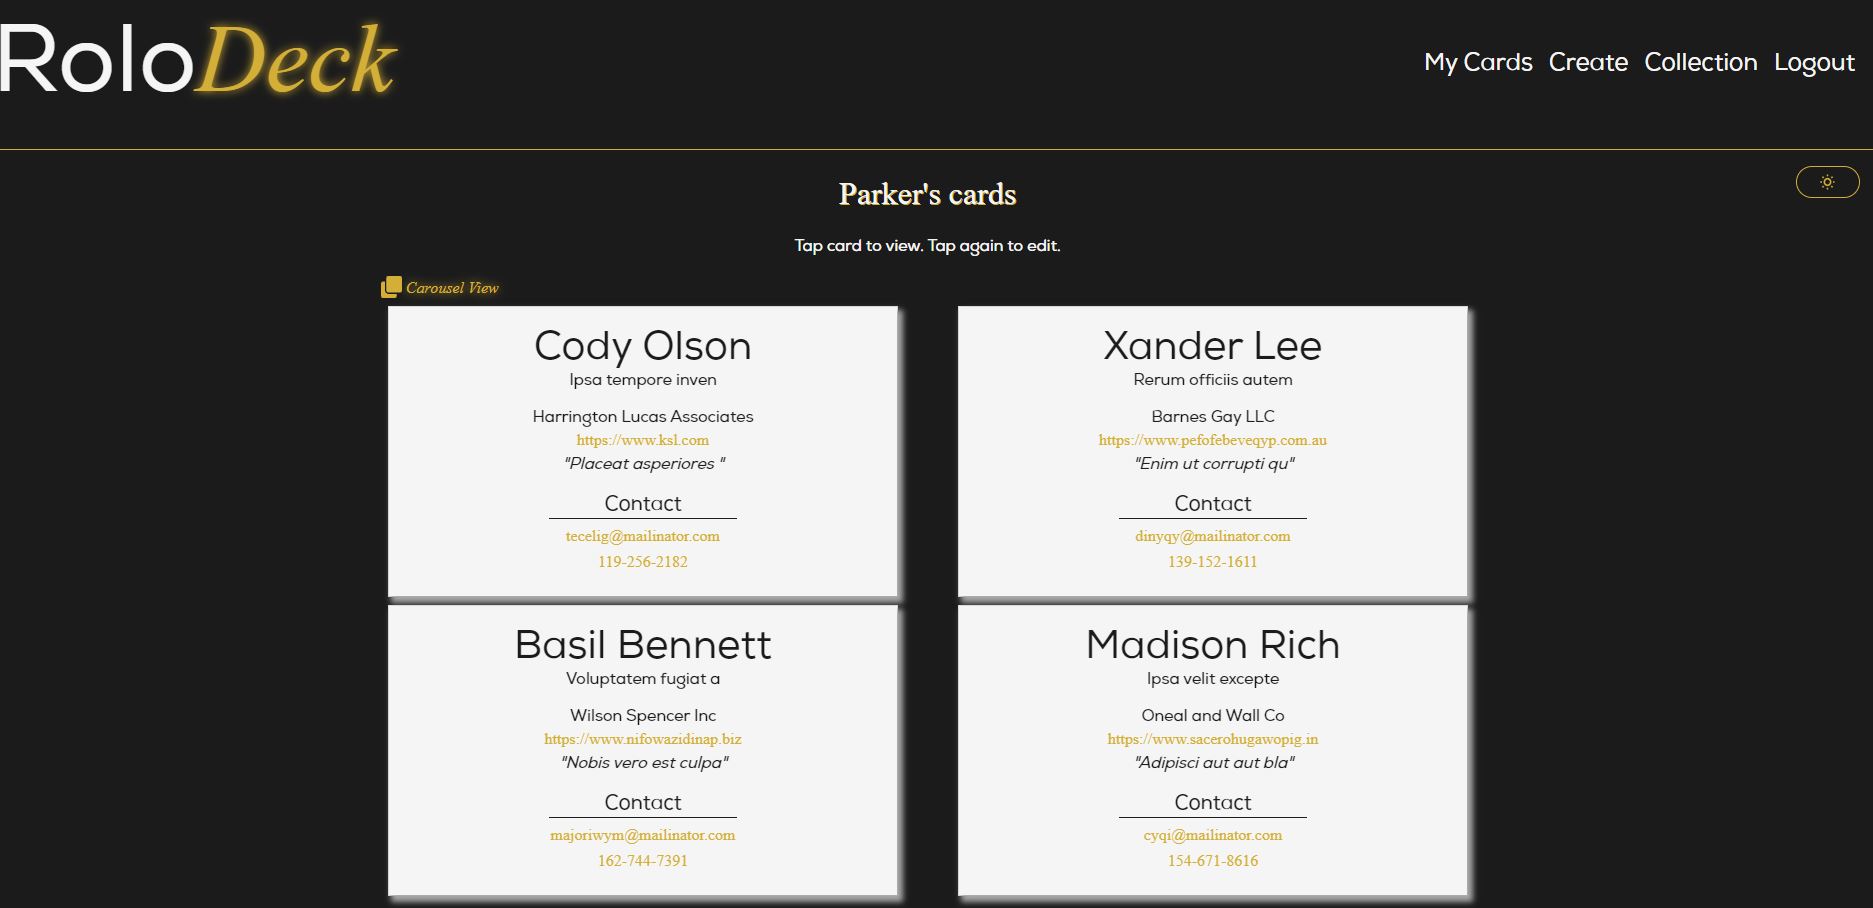 RoloDeck
My Cards Create Collection Logout
Parker's cards
Tap card to view. Tap again to edit.
Carousel View
Cody Olson
Ipsa tempore inven
Harrington Lucas Associates
https://www.ksl.com
"Placeat asperiores "
Contact
tecelig@mailinator.com
119-256-2182
Xander Lee
Rerum officiis autem
Barnes Gay LLC
https://www.pefofebeveqyp.com.au
"Enim ut corrupti qu"
Contact
dinyqy@mailinator.com
139-152-1611
Basil Bennett
Voluptatem fugiat a
Wilson Spencer Inc
https://www.nifowazidinap.biz
"Nobis vero est culpa"
Contact
majoriwym@mailinator.com
162-744-7391
Madison Rich
Ipsa velit excepte
Oneal and Wall Co
https://www.sacerohugawopig.in
"Adipisci aut aut bla"
Contact
cyqi@mailinator.com
154-671-8616